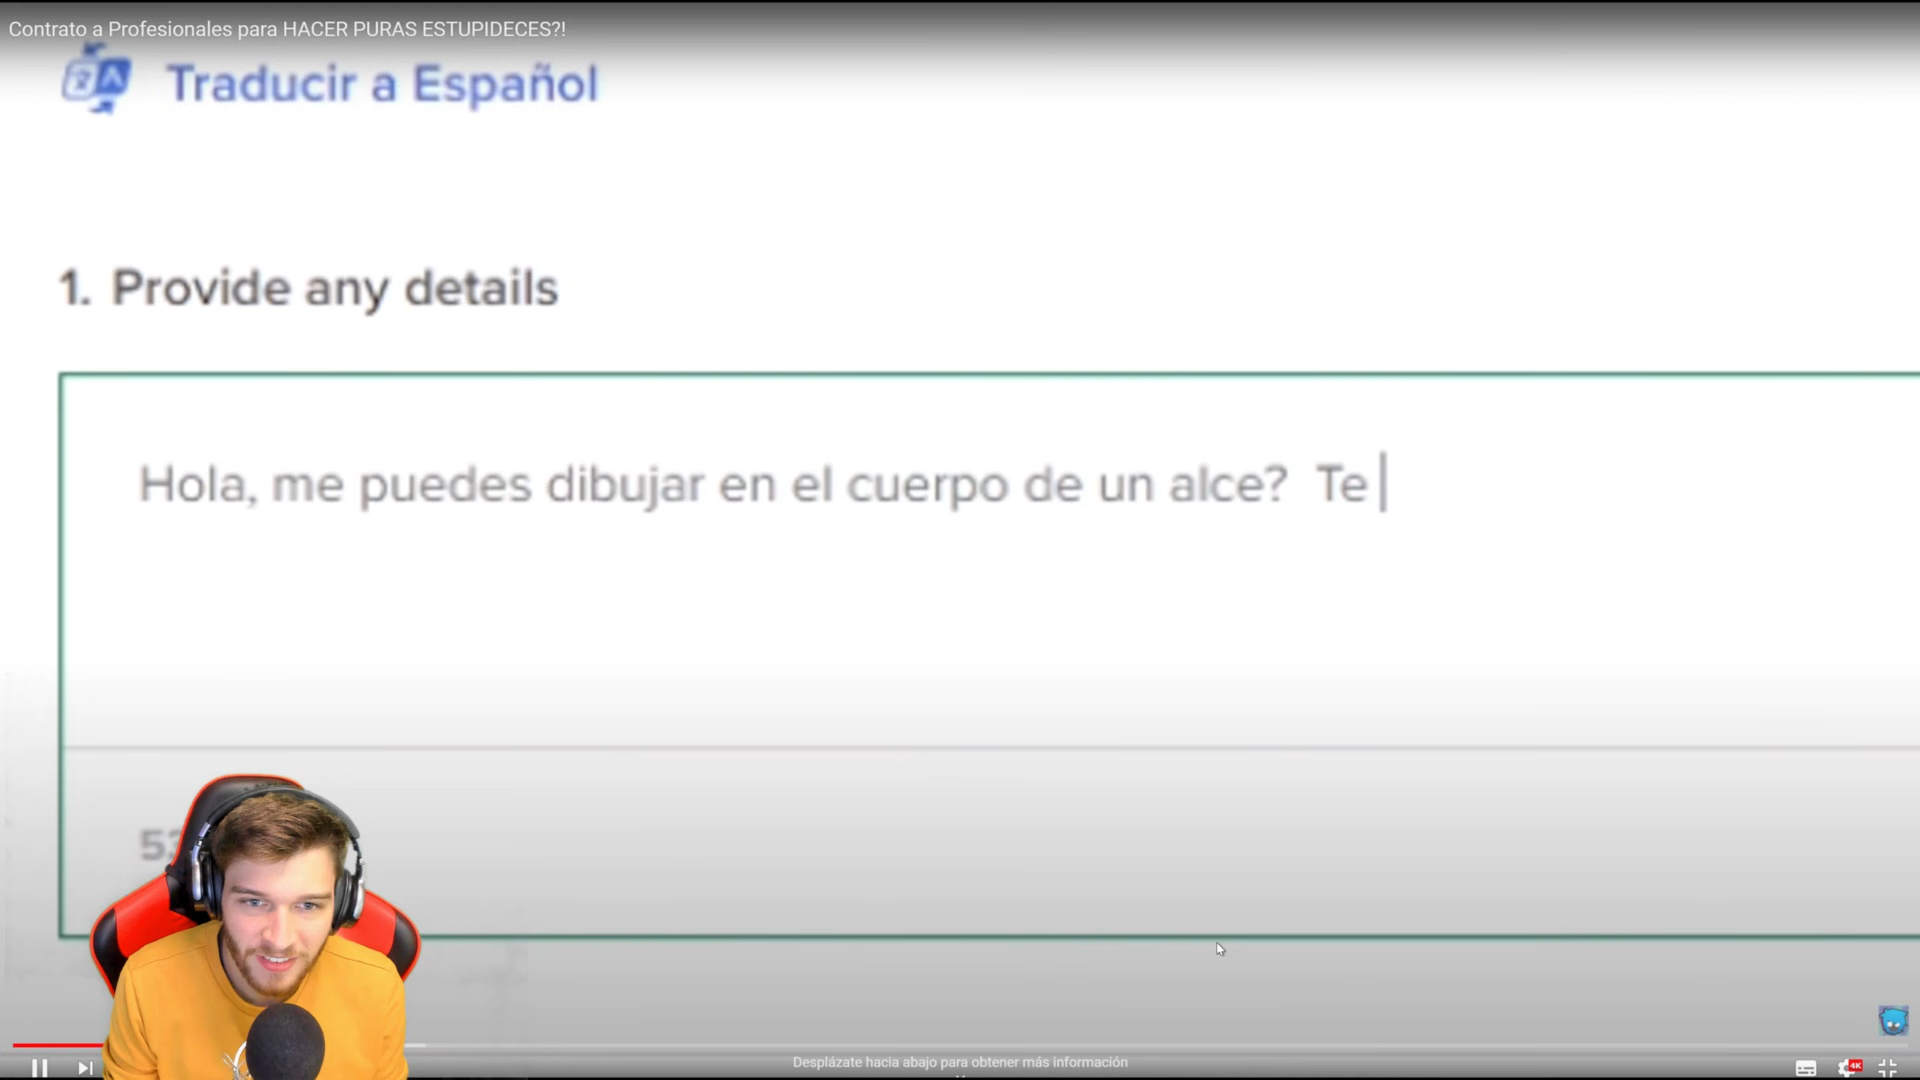 Contrato a Profesionales para HACER PURAS ESTUPIDECES?!
Traducir a Español
1. Provide any details
Hola, me puedes dibujar en el cuerpo de un alce? Te
Desplázate hacia abajo para obtener más información
4K